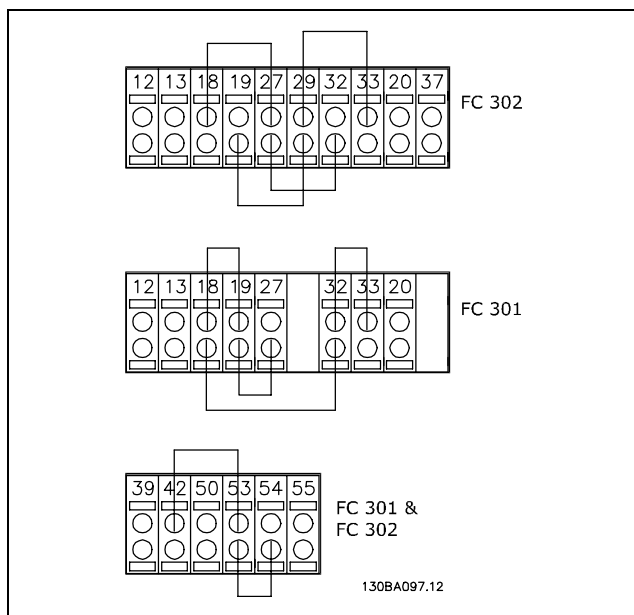 12 13 18 19 27 29 32 33 20 37
FC 302
12 13 18 19 27 32 33 20
FC 301
39 42 50 53 54 55
FC 301 &
FC 302
130BA097.12